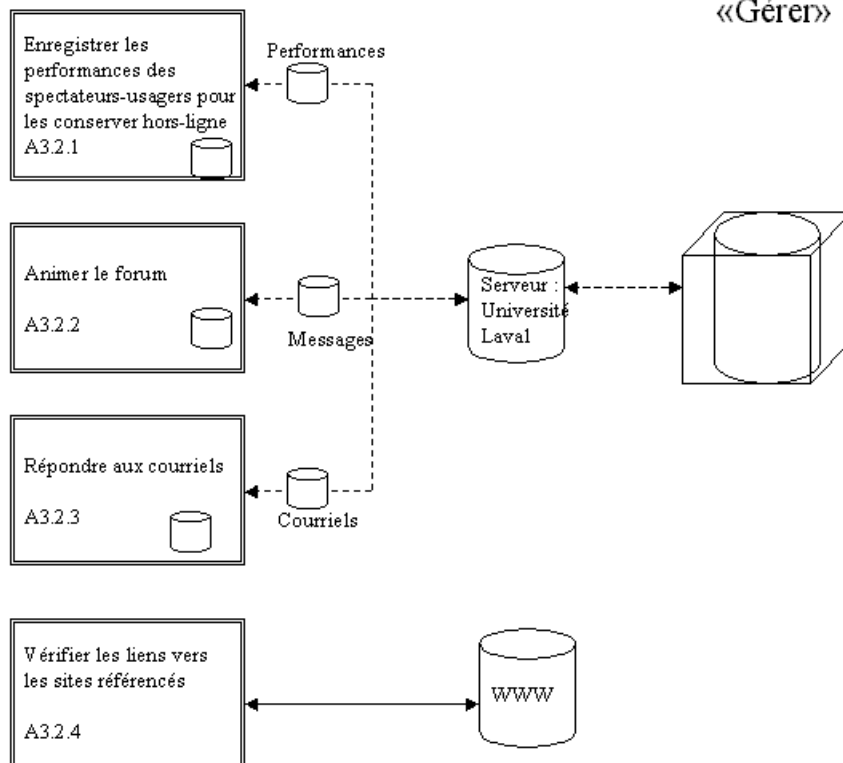 «Gérer»
Enregistrer les
performances des
spectateurs-usagers pour
les conserver hors-ligne
A3.2.1
Performances
Animer le forum
A3.2.2
Messages
Serveur :
Université
Laval
Répondre aux courriels
A3.2.3
Courriels
Vérifier les liens vers
les sites référencés
A3.2.4
WWW